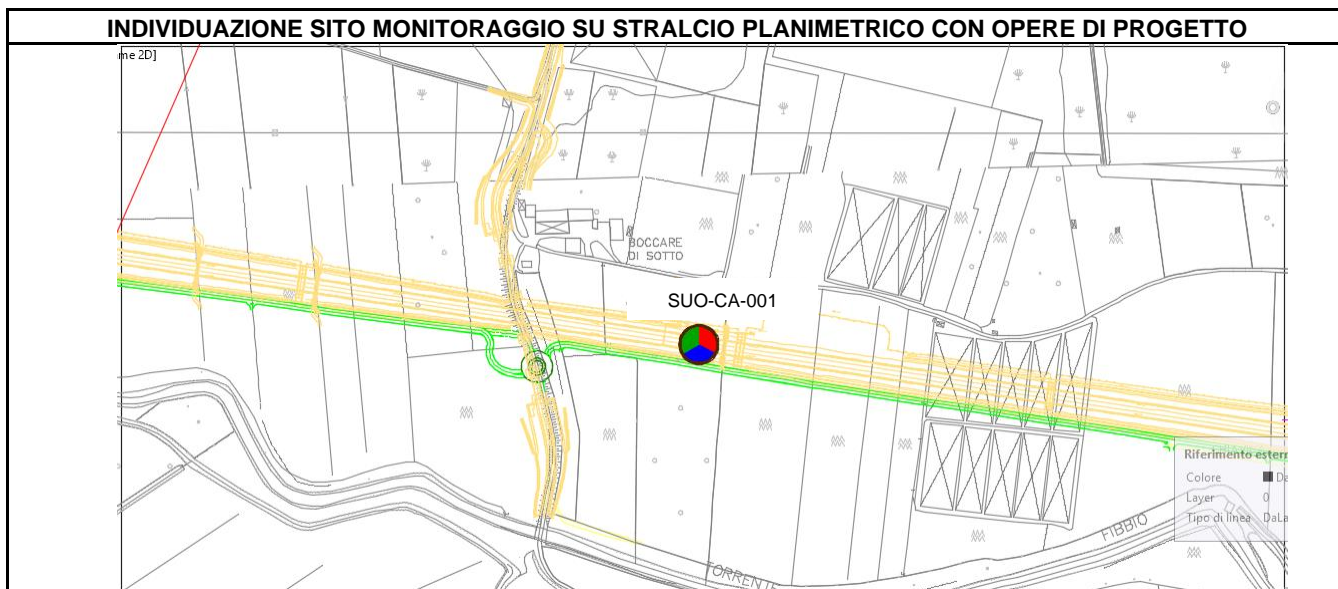 INDIVIDUAZIONE SITO MONITORAGGIO SU STRALCIO PLANIMETRICO CON OPERE DI PROGETTO
me 2D]
BOCCARE
DI SOTTO
SUO-CA-001
Riferimento estern
Colore Da
Layer 0
Tipo di linea DaLa
FIBBIO
TORRENTE